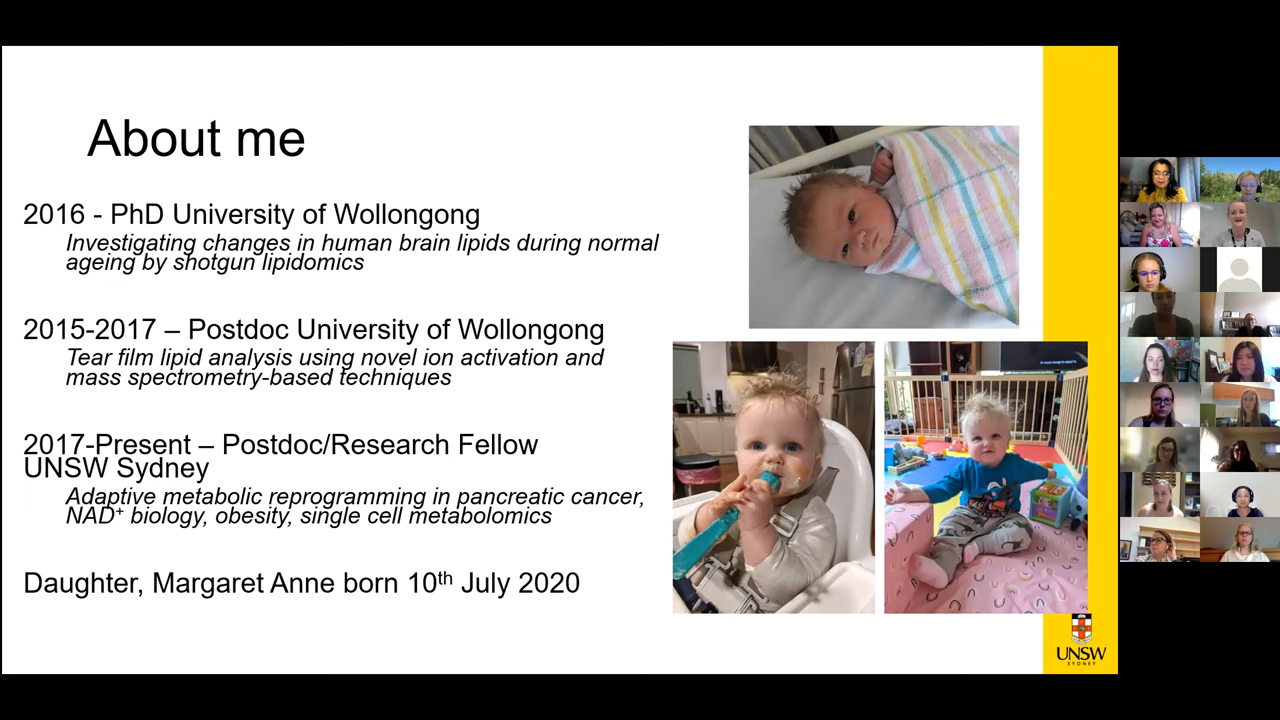 About me
2016 - PhD University of Wollongong
Investigating changes in human brain lipids during normal
ageing by shotgun lipidomics
2015-2017 – Postdoc University of Wollongong
Tear film lipid analysis using novel ion activation and
mass spectrometry-based techniques
2017-Present – Postdoc/Research Fellow
UNSW Sydney
Adaptive metabolic reprogramming in pancreatic cancer,
NAD⁺ biology, obesity, single cell metabolomics
Daughter, Margaret Anne born 10ᵗʰ July 2020
UNSW
SYDNEY